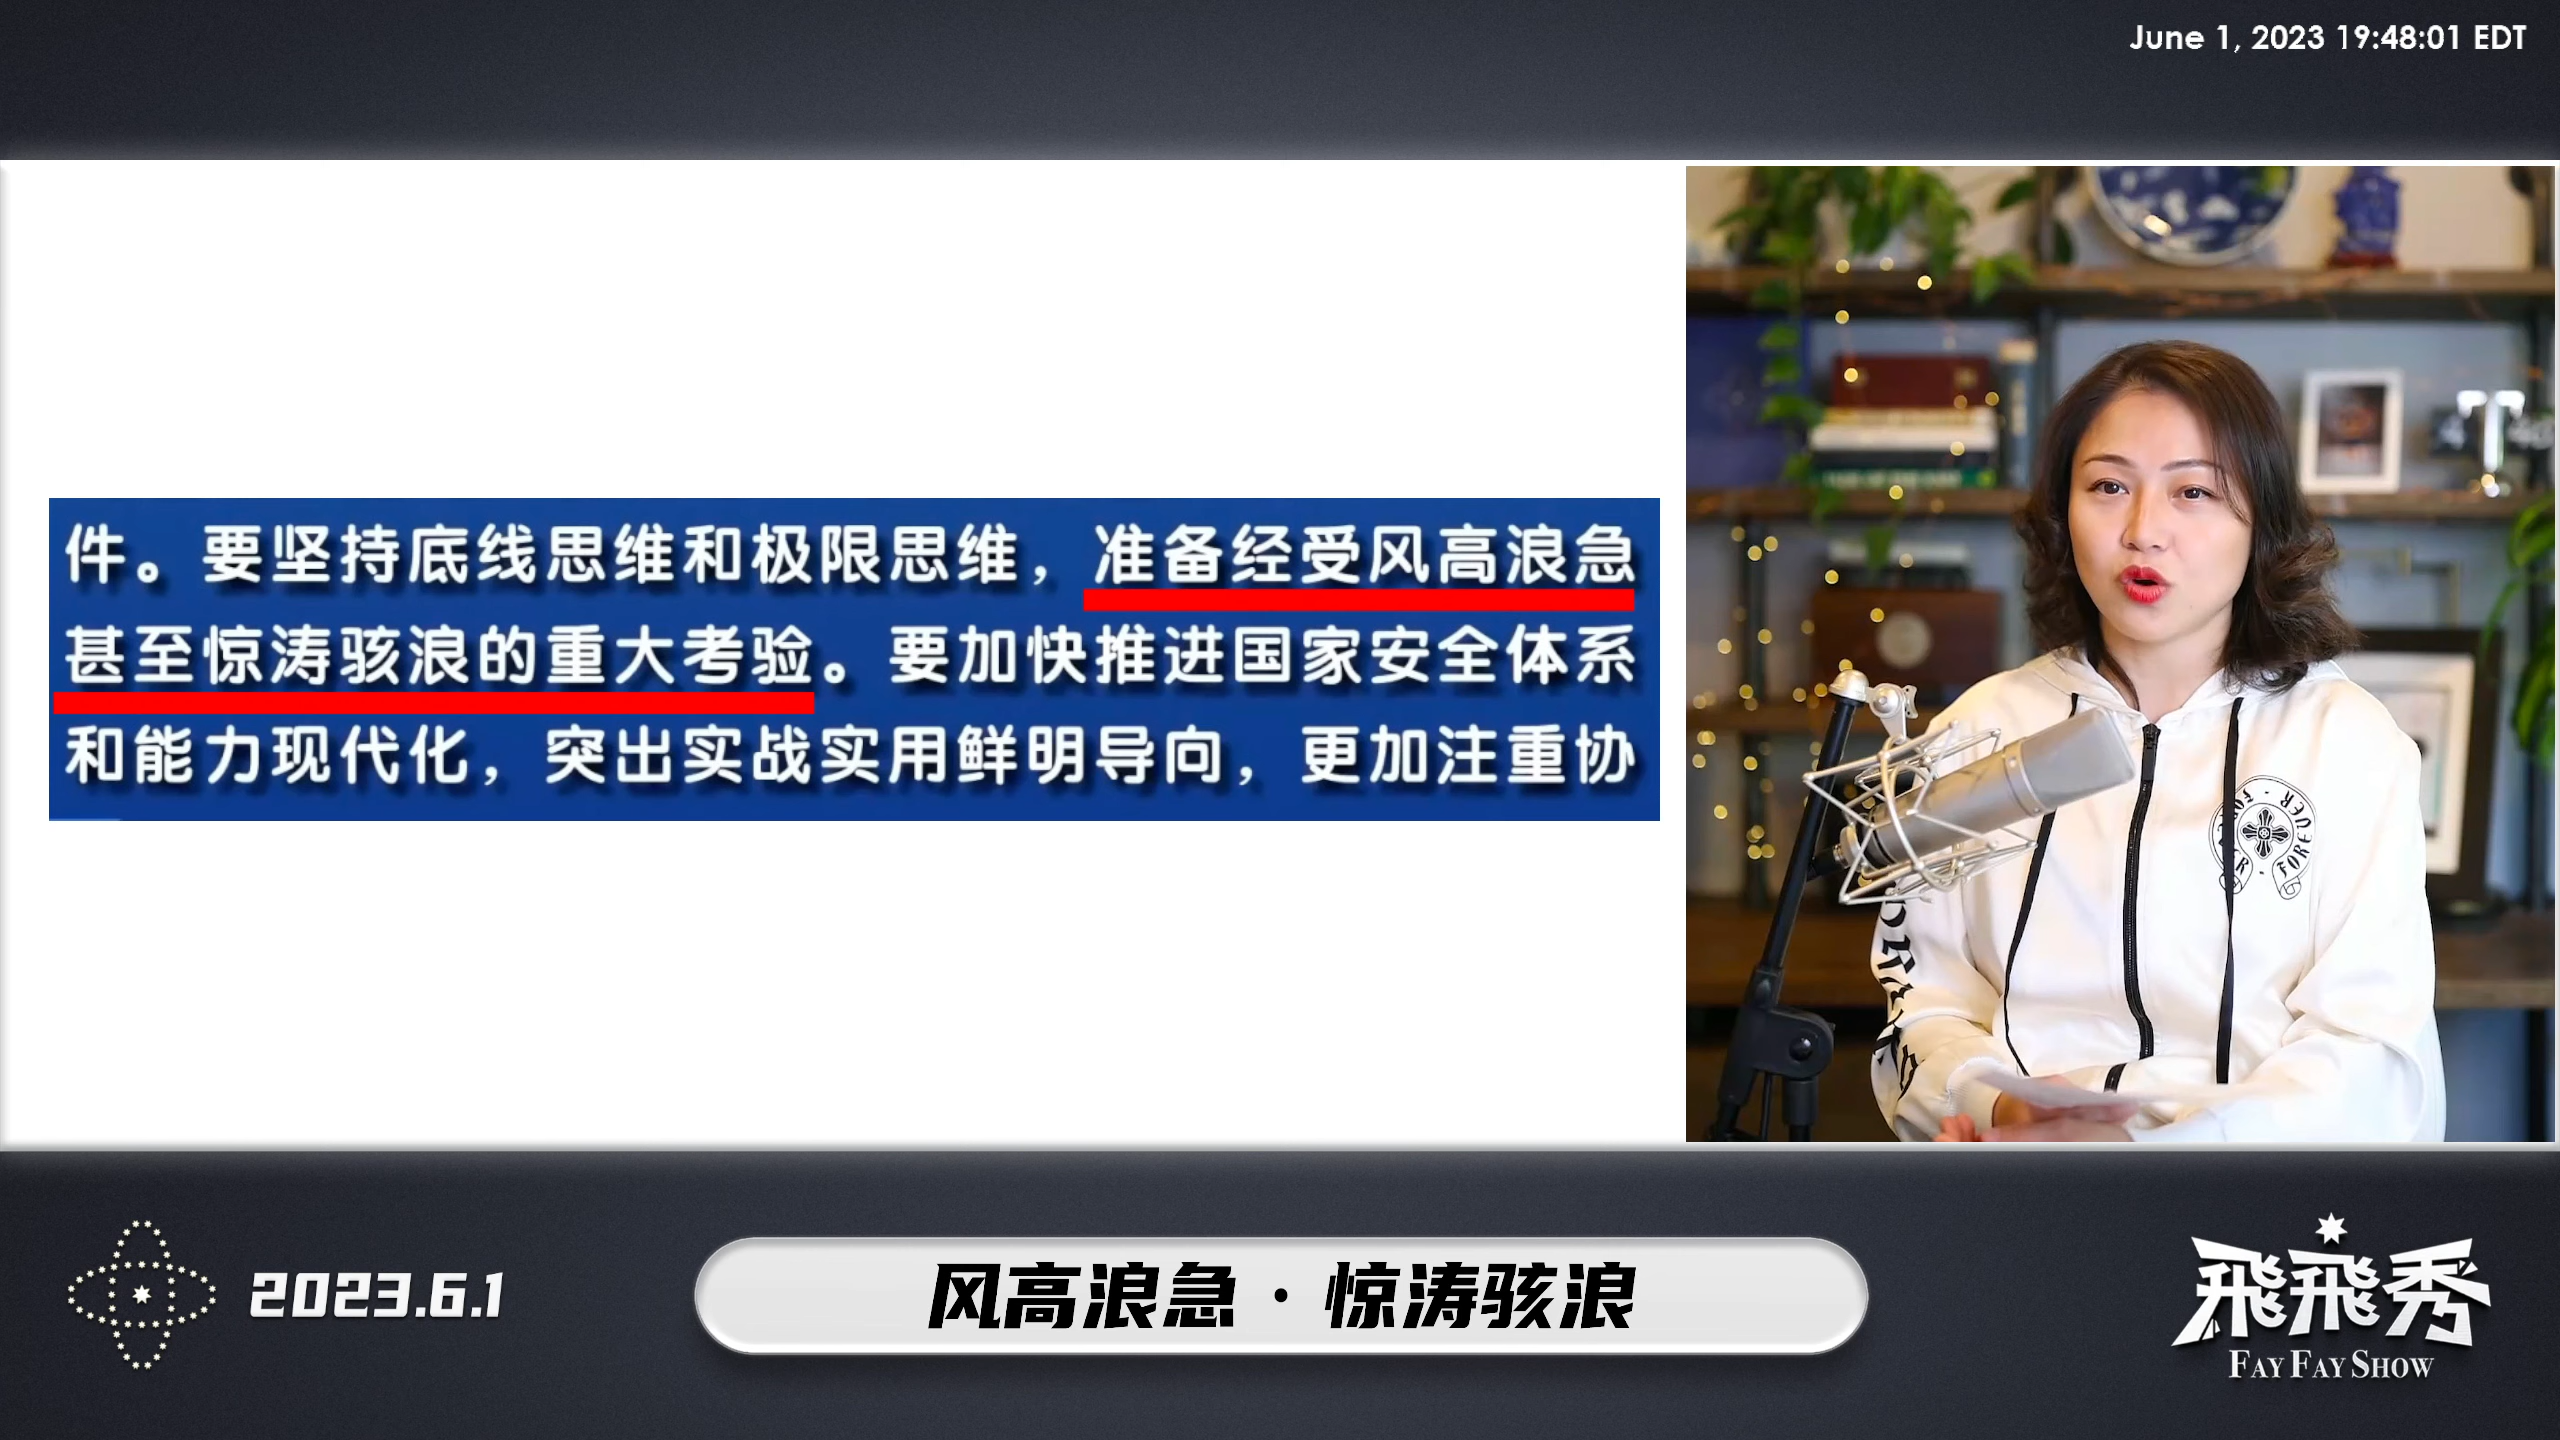 June 1, 2023 19:48:01 EDT
件。要坚持底线思维和极限思维，准备经受风高浪急
甚至惊涛骇浪的重大考验。要加快推进国家安全体系
和能力现代化，突出实战实用鲜明导向，更加注重协
FOREVER
2023.6.1
风高浪急·惊涛骇浪
飛飛秀
FAY FAY SHOW